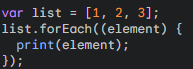 var list = [1, 2, 3];
list.forEach((element) {
  print(element);
});